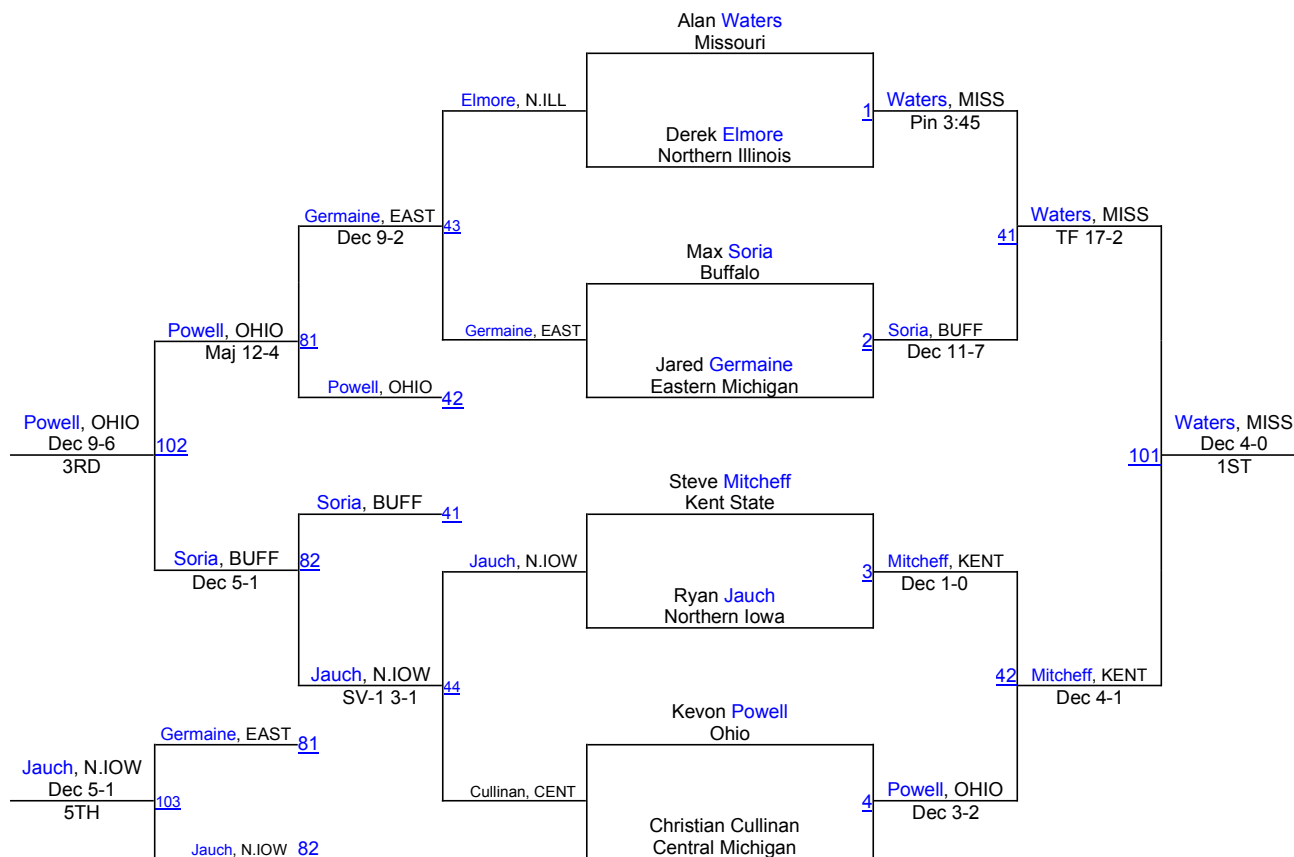 Alan Waters
Missouri
Elmore, N.ILL
1
Waters, MISS
Pin 3:45
Derek Elmore
Northern Illinois
Germaine, EAST
Dec 9-2
43
Waters, MISS
TF 17-2
41
Max Soria
Buffalo
Powell, OHIO
Maj 12-4
81
Germaine, EAST
2
Soria, BUFF
Dec 11-7
Jared Germaine
Eastern Michigan
Powell, OHIO
42
Powell, OHIO
Dec 9-6
3RD
102
Waters, MISS
Dec 4-0
1ST
101
Steve Mitcheff
Kent State
Soria, BUFF
41
Soria, BUFF
Dec 5-1
82
Jauch, N.IOW
3
Mitcheff, KENT
Dec 1-0
Ryan Jauch
Northern Iowa
Jauch, N.IOW
SV-1 3-1
44
42
Mitcheff, KENT
Dec 4-1
Kevon Powell
Ohio
Germaine, EAST
81
Jauch, N.IOW
Dec 5-1
5TH
103
Cullinan, CENT
4
Powell, OHIO
Dec 3-2
Christian Cullinan
Central Michigan
Jauch, N.IOW
82